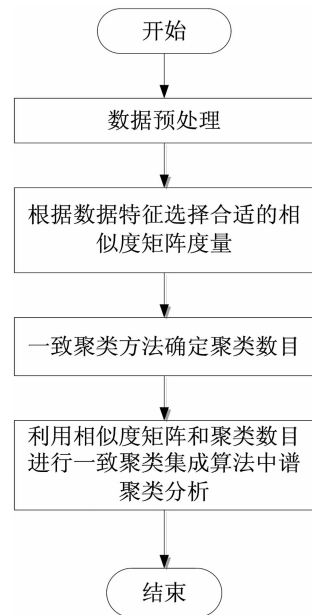 开始
数据预处理
根据数据特征选择合适的相
似度矩阵度量
一致聚类方法确定聚类数目
利用相似度矩阵和聚类数目
进行一致聚类集成算法中谱
聚类分析
结束